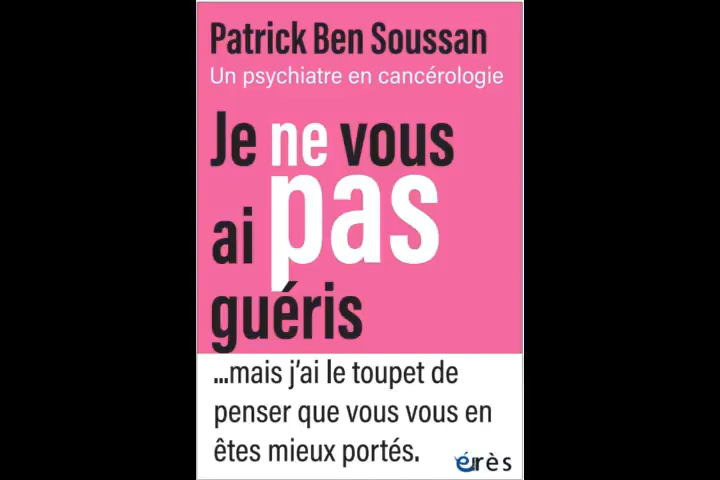 Patrick Ben Soussan
Un psychiatre en cancérologie
Je ne vous
ai pas
guéris
...mais j'ai le toupet de
penser que vous vous en
êtes mieux portés.
érès